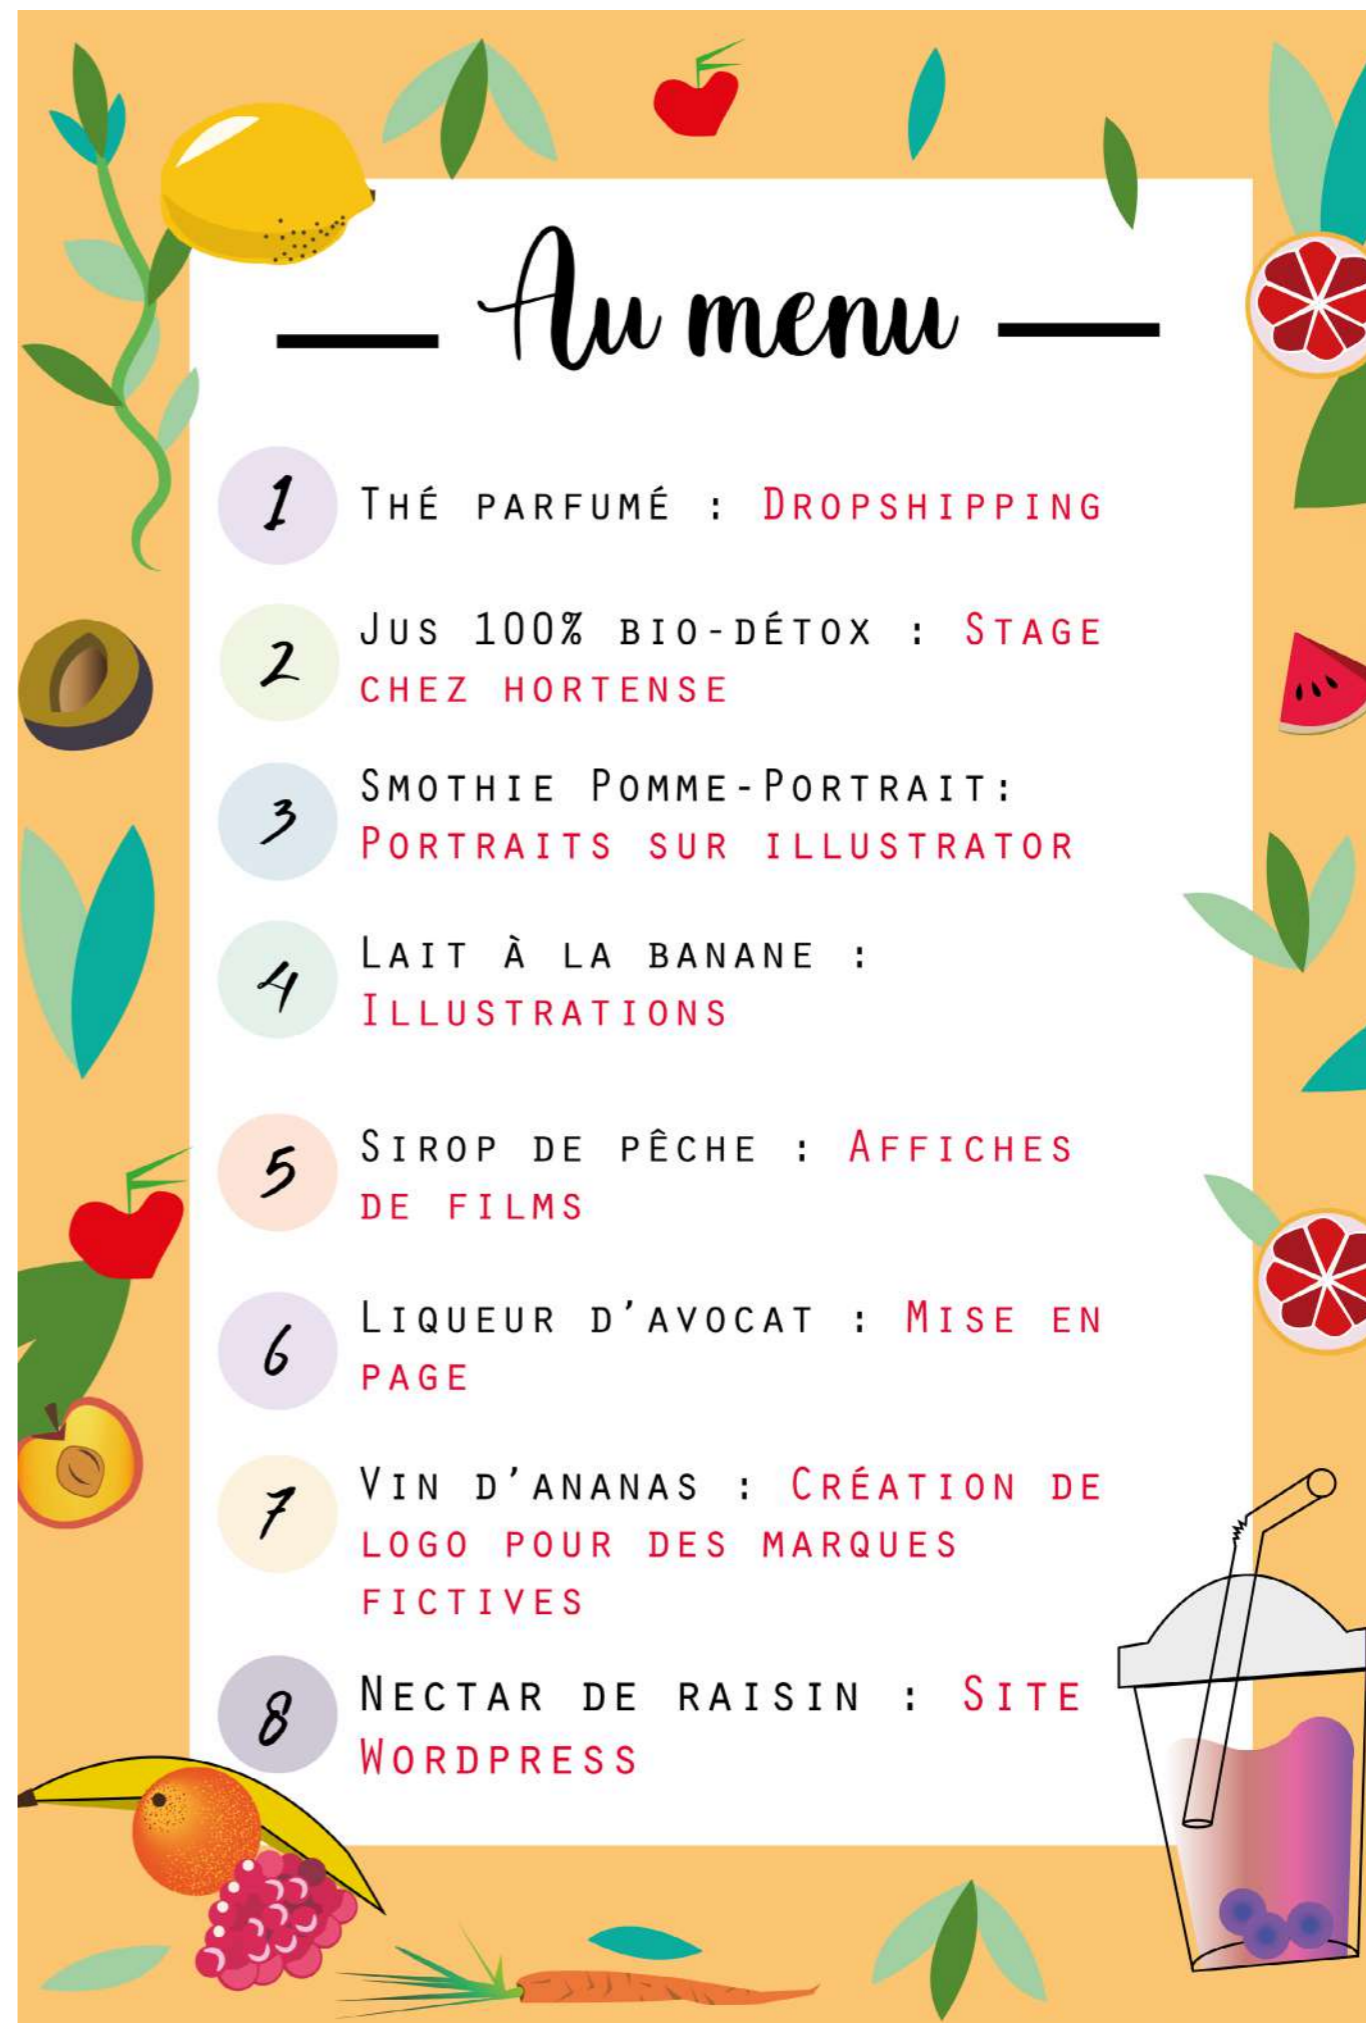 Au menu
1 Thé parfumé : Dropshipping
2 Jus 100% bio-détox : Stage
chez hortense
3 Smothie Pomme-Portrait:
Portraits sur illustrator
4 Lait à la banane :
Illustrations
5 Sirop de pêche : Affiches
de films
6 Liqueur d'avocat : Mise en
page
7 Vin d'ananas : Création de
logo pour des marques
fictives
8 Nectar de raisin : Site
Wordpress